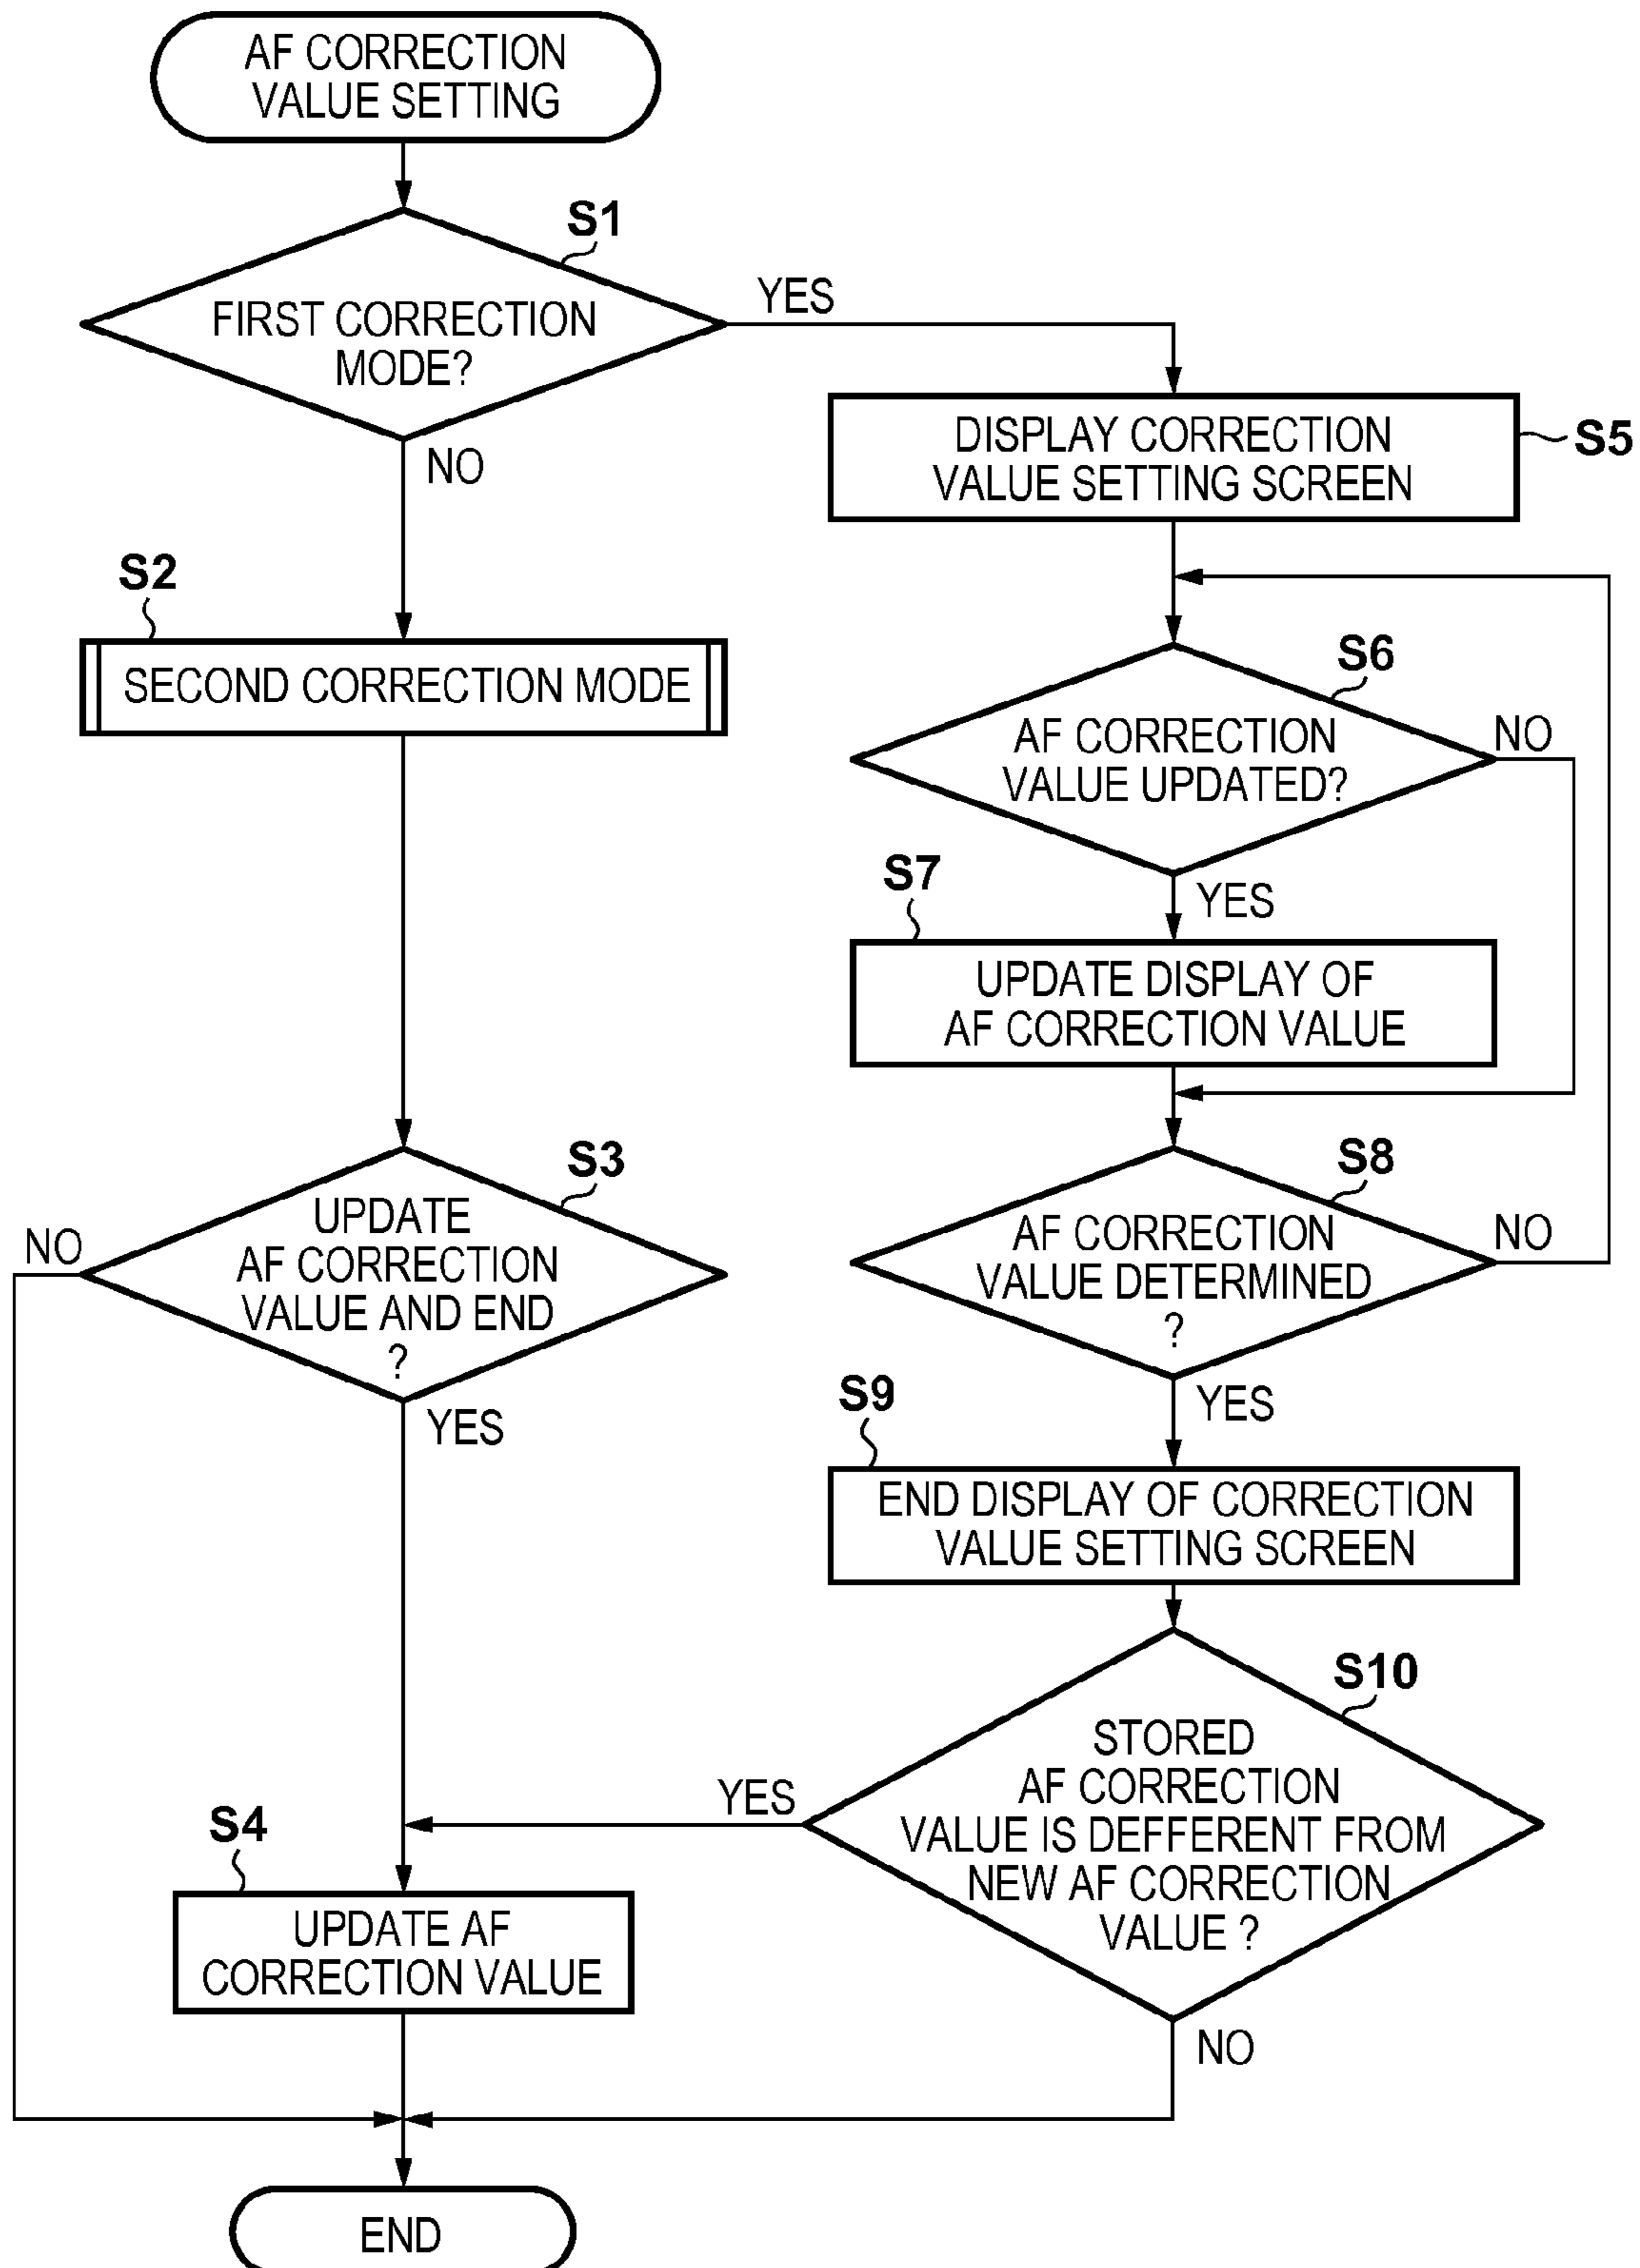 AF CORRECTION
VALUE SETTING
S1
FIRST CORRECTION
MODE?
YES
NO
S2
SECOND CORRECTION MODE
S3
UPDATE
AF CORRECTION
VALUE AND END
?
NO
YES
S4
UPDATE AF
CORRECTION VALUE
END
DISPLAY CORRECTION
VALUE SETTING SCREEN
S5
S6
AF CORRECTION
VALUE UPDATED?
NO
YES
S7
UPDATE DISPLAY OF
AF CORRECTION VALUE
S8
AF CORRECTION
VALUE DETERMINED
?
NO
YES
S9
END DISPLAY OF CORRECTION
VALUE SETTING SCREEN
S10
STORED
AF CORRECTION
VALUE IS DEFFERENT FROM
NEW AF CORRECTION
VALUE ?
YES
NO